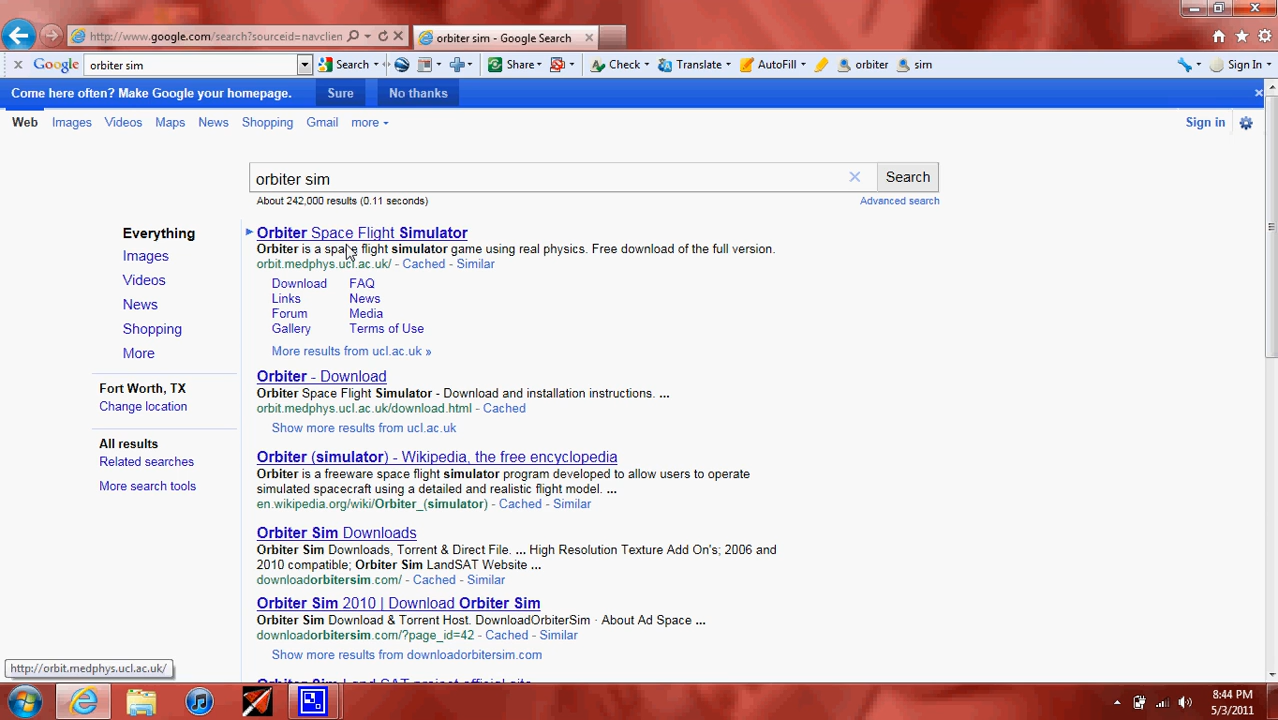 http://www.google.com/search?sourceid=navclien
orbiter sim - Google Search
Google
orbiter sim
Search
Share
Check
Translate
AutoFill
orbiter
sim
Sign In
Come here often? Make Google your homepage.
Sure
No thanks
Web
Images
Videos
Maps
News
Shopping
Gmail
more
Sign in
orbiter sim
Search
About 242,000 results (0.11 seconds)
Advanced search
Everything
Images
Videos
News
Shopping
More
Fort Worth, TX
Change location
All results
Related searches
More search tools
Orbiter Space Flight Simulator
Orbiter is a space flight simulator game using real physics. Free download of the full version.
orbit.medphys.ucl.ac.uk/ - Cached - Similar
Download FAQ
Links News
Forum Media
Gallery Terms of Use
More results from ucl.ac.uk »
Orbiter - Download
Orbiter Space Flight Simulator - Download and installation instructions. ...
orbit.medphys.ucl.ac.uk/download.html - Cached
Show more results from ucl.ac.uk
Orbiter (simulator) - Wikipedia, the free encyclopedia
Orbiter is a freeware space flight simulator program developed to allow users to operate
simulated spacecraft using a detailed and realistic flight model. ...
en.wikipedia.org/wiki/Orbiter_(simulator) - Cached - Similar
Orbiter Sim Downloads
Orbiter Sim Downloads, Torrent & Direct File. ... High Resolution Texture Add On's; 2006 and
2010 compatible; Orbiter Sim LandSAT Website ...
downloadorbitersim.com/ - Cached - Similar
Orbiter Sim 2010 | Download Orbiter Sim
Orbiter Sim Download & Torrent Host. DownloadOrbiterSim · About Ad Space ...
downloadorbitersim.com/?page_id=42 - Cached - Similar
Show more results from downloadorbitersim.com
Orbiter Sim Land SAT project official site
http://orbit.medphys.ucl.ac.uk/
8:44 PM
5/3/2011